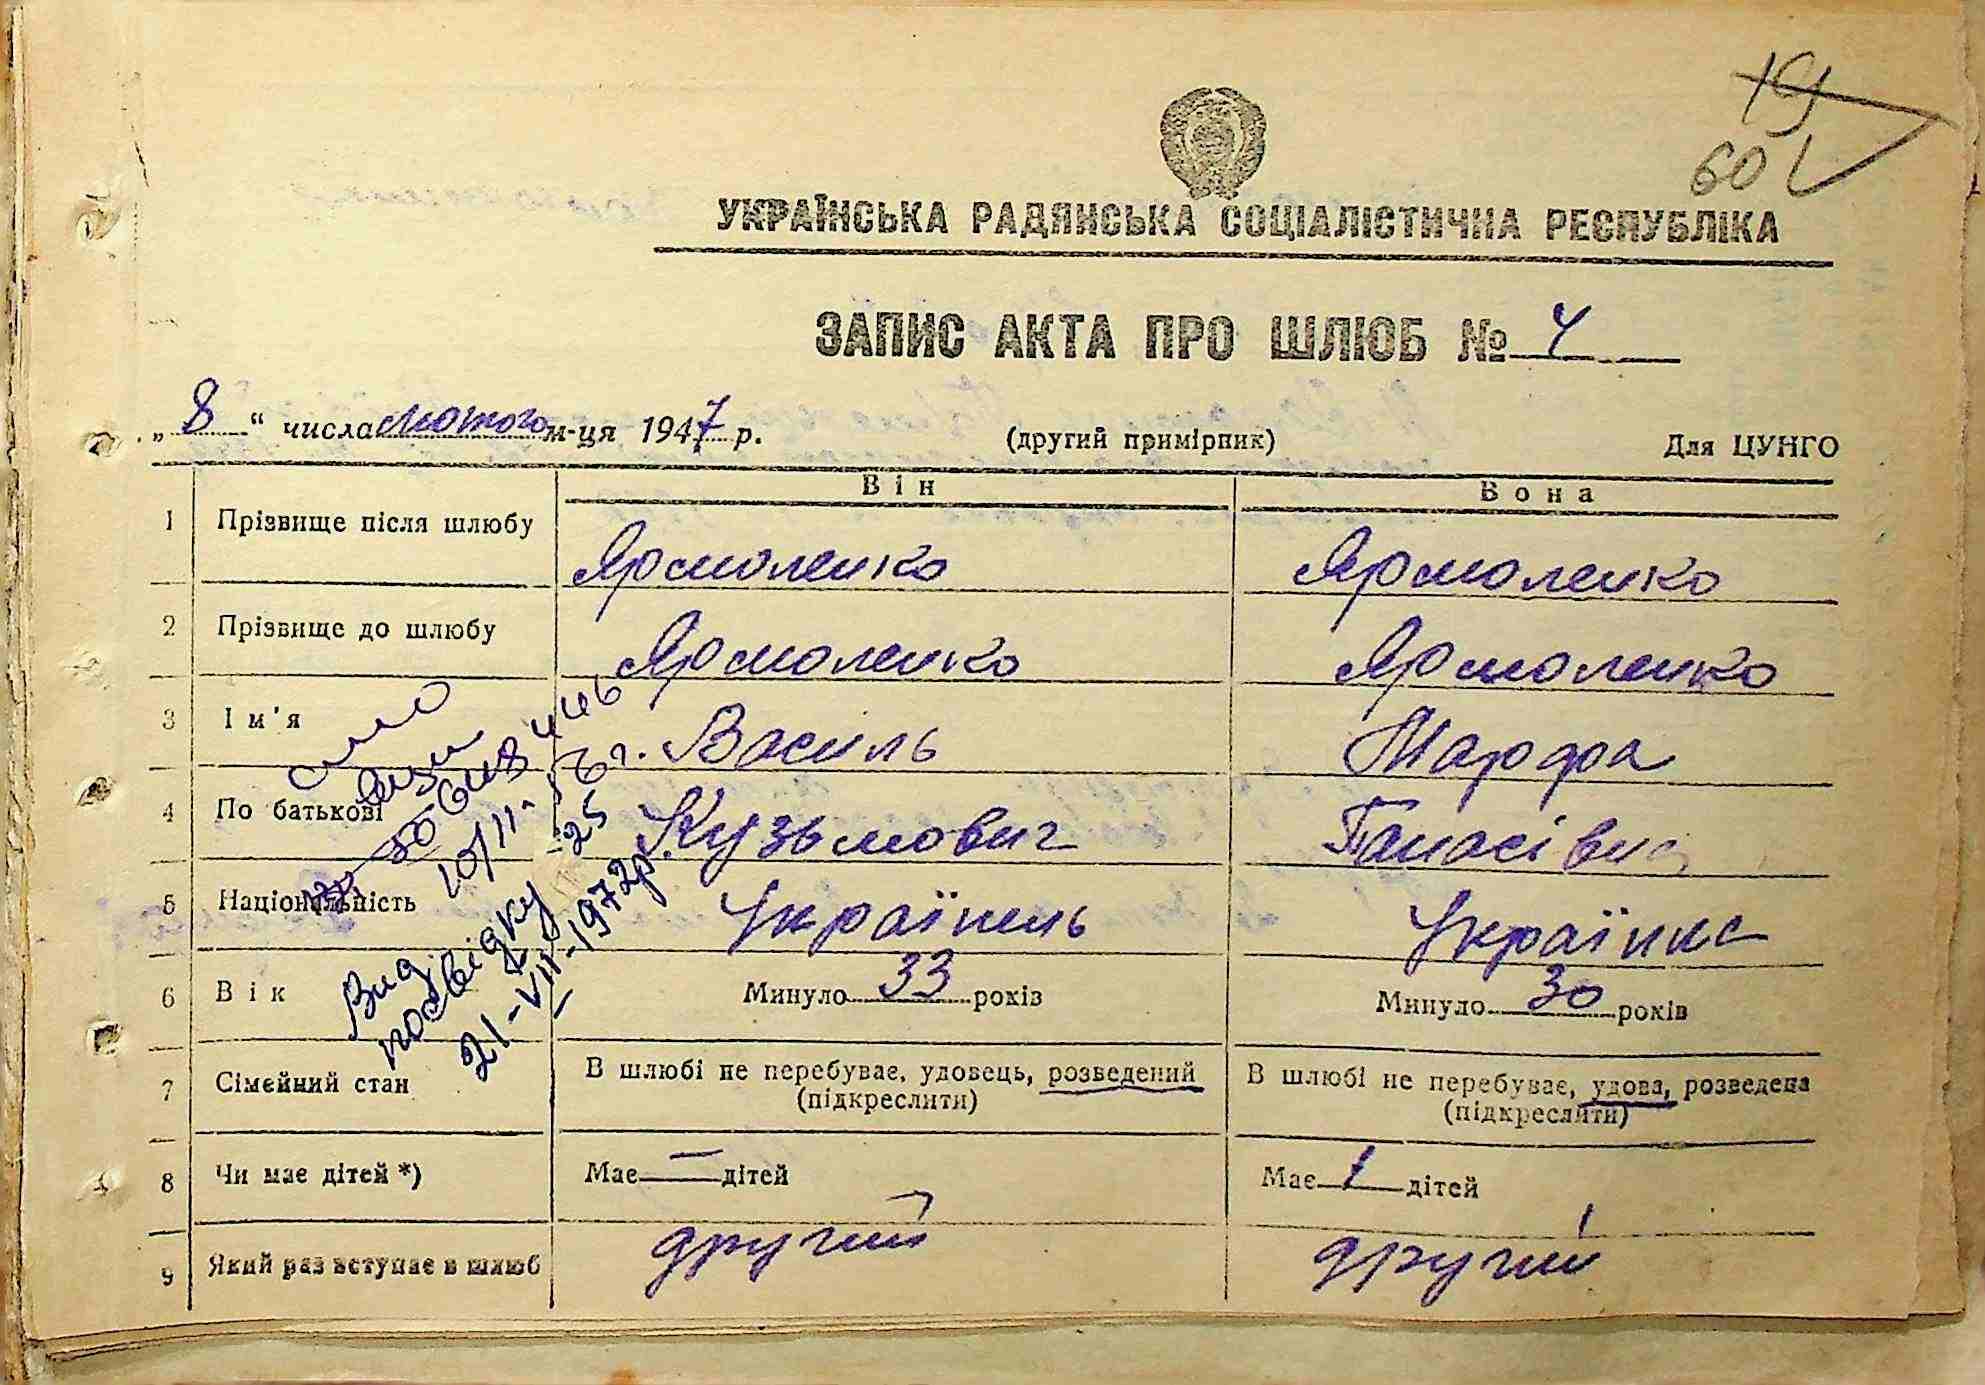 19
60
УКРАЇНСЬКА РАДЯНСЬКА СОЦІАЛІСТИЧНА РЕСПУБЛІКА
ЗАПИС АКТА ПРО ШЛЮБ № 4
„ 8 “ числа лютого м-ця 1947 р. (другий примірник) Для ЦУНГО
Він Вона
1 Прізвище після шлюбу Ярмоленко Ярмоленко
2 Прізвище до шлюбу Ярмоленко Ярмоленко
3 Ім'я Василь Марфа
4 По батькові Кузьмович Панасівна
5 Національність Українець Українка
6 Вік Минуло 33 років Минуло 30 років
7 Сімейний стан В шлюбі не перебуває, удовець, розведений В шлюбі не перебуває, удова, розведена
(підкреслити) (підкреслити)
8 Чи має дітей *) Має — дітей Має 1 дітей
9 Який раз вступає в шлюб другий другий
Вид.
посвідку
21-VII-1972р.